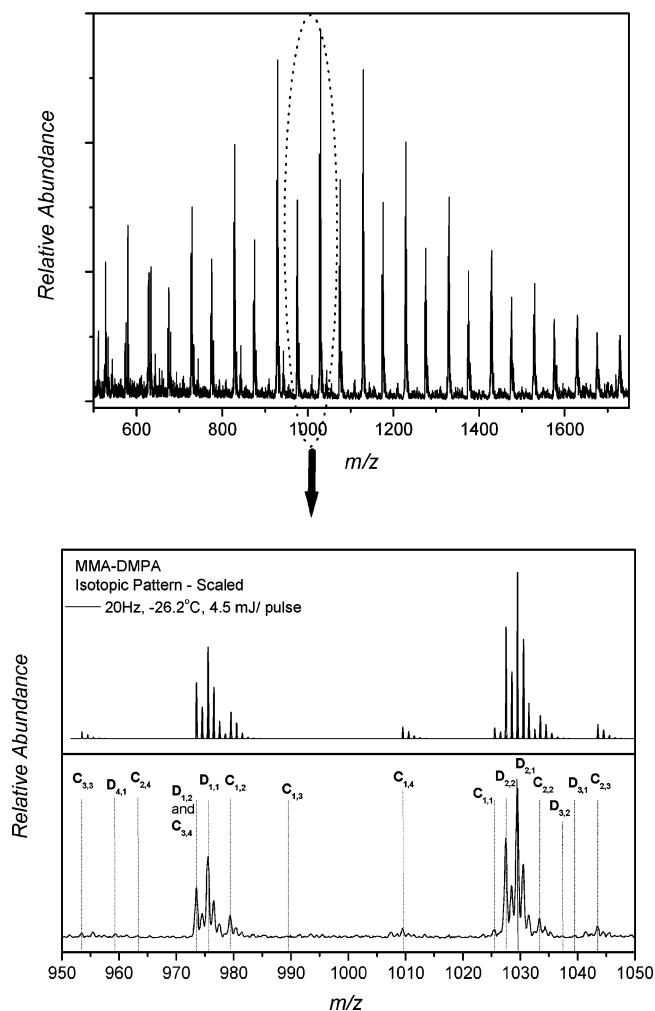 Relative Abundance
600 800 1000 1200 1400 1600
m/z
MMA-DMPA
Isotopic Pattern - Scaled
20Hz, -26.2°C, 4.5 mJ/ pulse
Relative Abundance
C3,3 D4,1 C2,4 D1,2 and C3,4 D1,1 C1,2 C1,3 C1,4 C1,1 D2,2 D2,1 C2,2 D3,2 D3,1 C2,3
950 960 970 980 990 1000 1010 1020 1030 1040 1050
m/z